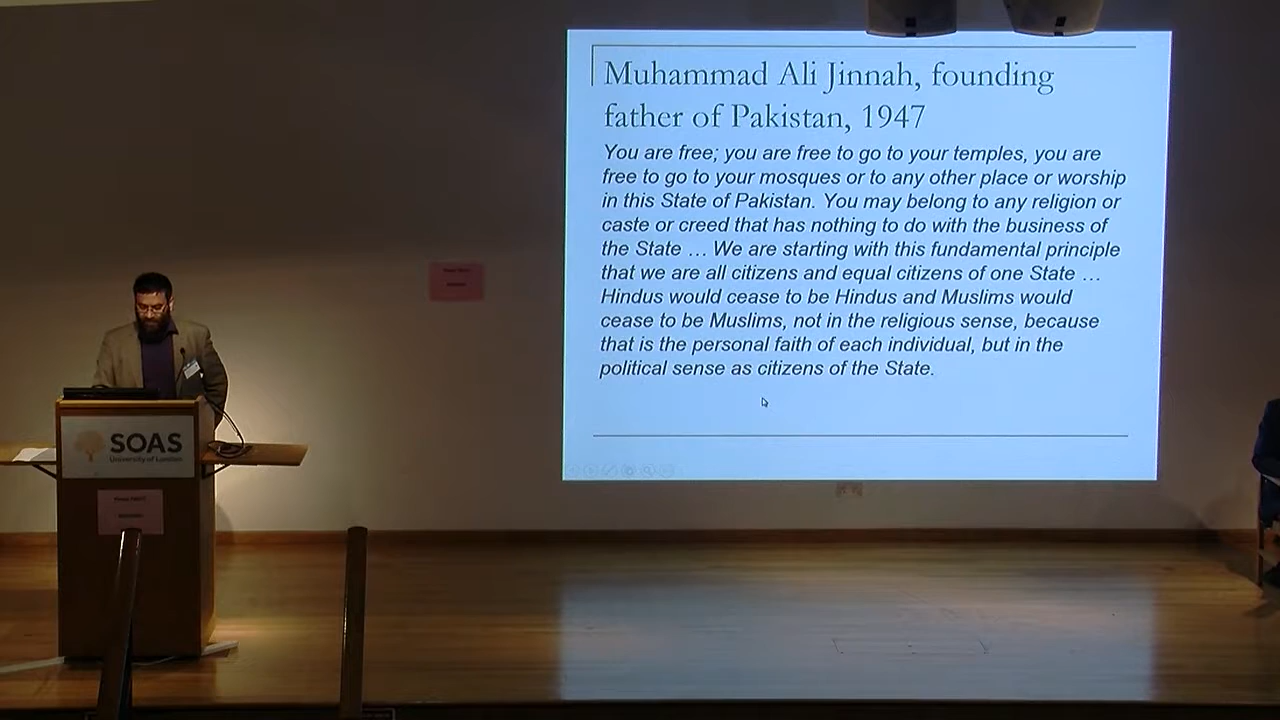 Muhammad Ali Jinnah, founding
father of Pakistan, 1947
You are free; you are free to go to your temples, you are
free to go to your mosques or to any other place or worship
in this State of Pakistan. You may belong to any religion or
caste or creed that has nothing to do with the business of
the State … We are starting with this fundamental principle
that we are all citizens and equal citizens of one State …
Hindus would cease to be Hindus and Muslims would
cease to be Muslims, not in the religious sense, because
that is the personal faith of each individual, but in the
political sense as citizens of the State.
SOAS
University of London